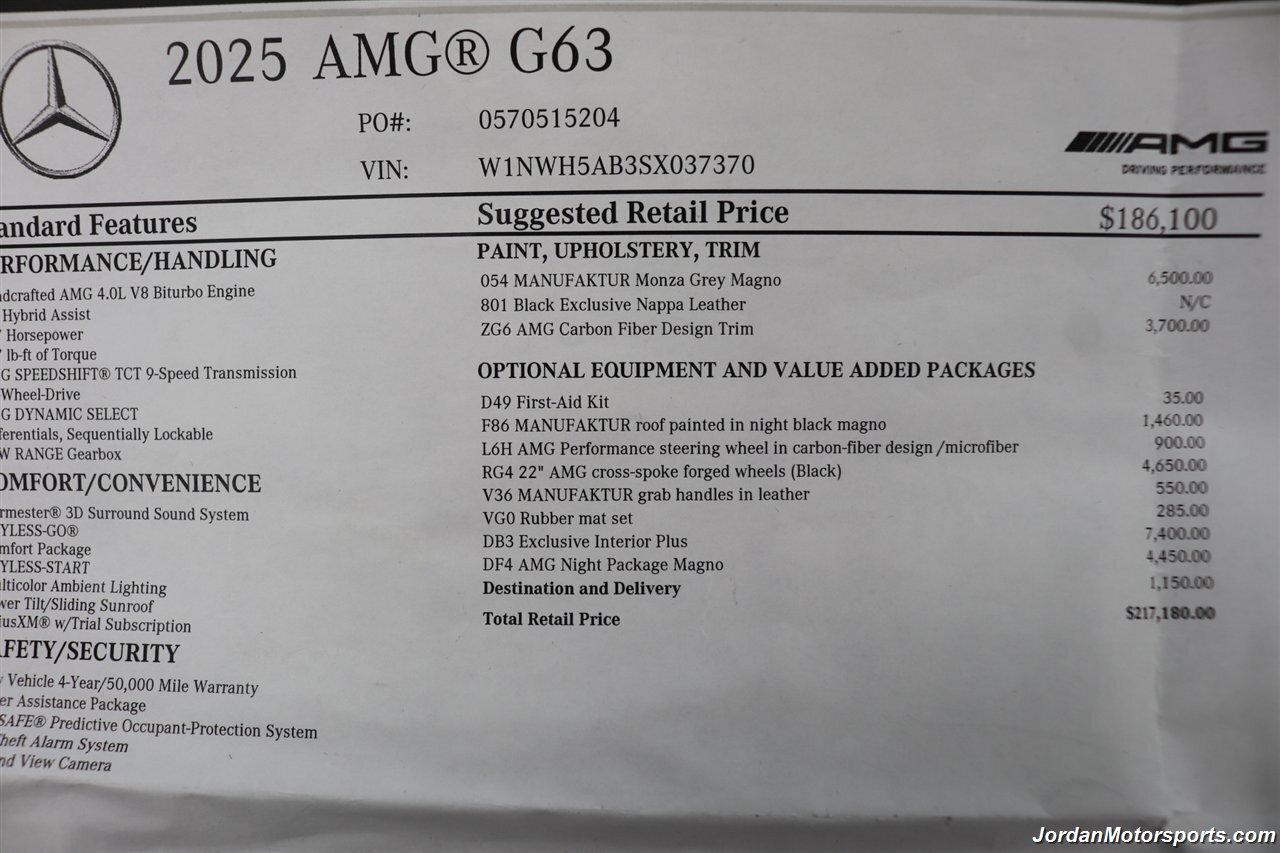 2025 AMG® G63
PO#: 0570515204
VIN: W1NWH5AB3SX037370
AMG
DRIVING PERFORMANCE
andard Features
RFORMANCE/HANDLING
dcrafted AMG 4.0L V8 Biturbo Engine
Hybrid Assist
Horsepower
lb-ft of Torque
G SPEEDSHIFT® TCT 9-Speed Transmission
Wheel-Drive
G DYNAMIC SELECT
ferentials, Sequentially Lockable
W RANGE Gearbox
OMFORT/CONVENIENCE
rmester® 3D Surround Sound System
YLESS-GO®
mfort Package
YLESS-START
lticolor Ambient Lighting
wer Tilt/Sliding Sunroof
iusXM® w/Trial Subscription
AFETY/SECURITY
Vehicle 4-Year/50,000 Mile Warranty
er Assistance Package
SAFE® Predictive Occupant-Protection System
heft Alarm System
nd View Camera
Suggested Retail Price $186,100
PAINT, UPHOLSTERY, TRIM
054 MANUFAKTUR Monza Grey Magno 6,500.00
801 Black Exclusive Nappa Leather N/C
ZG6 AMG Carbon Fiber Design Trim 3,700.00
OPTIONAL EQUIPMENT AND VALUE ADDED PACKAGES
D49 First-Aid Kit 35.00
F86 MANUFAKTUR roof painted in night black magno 1,460.00
L6H AMG Performance steering wheel in carbon-fiber design /microfiber 900.00
RG4 22" AMG cross-spoke forged wheels (Black) 4,650.00
V36 MANUFAKTUR grab handles in leather 550.00
VG0 Rubber mat set 285.00
DB3 Exclusive Interior Plus 7,400.00
DF4 AMG Night Package Magno 4,450.00
Destination and Delivery 1,150.00
Total Retail Price $217,180.00
JordanMotorsports.com